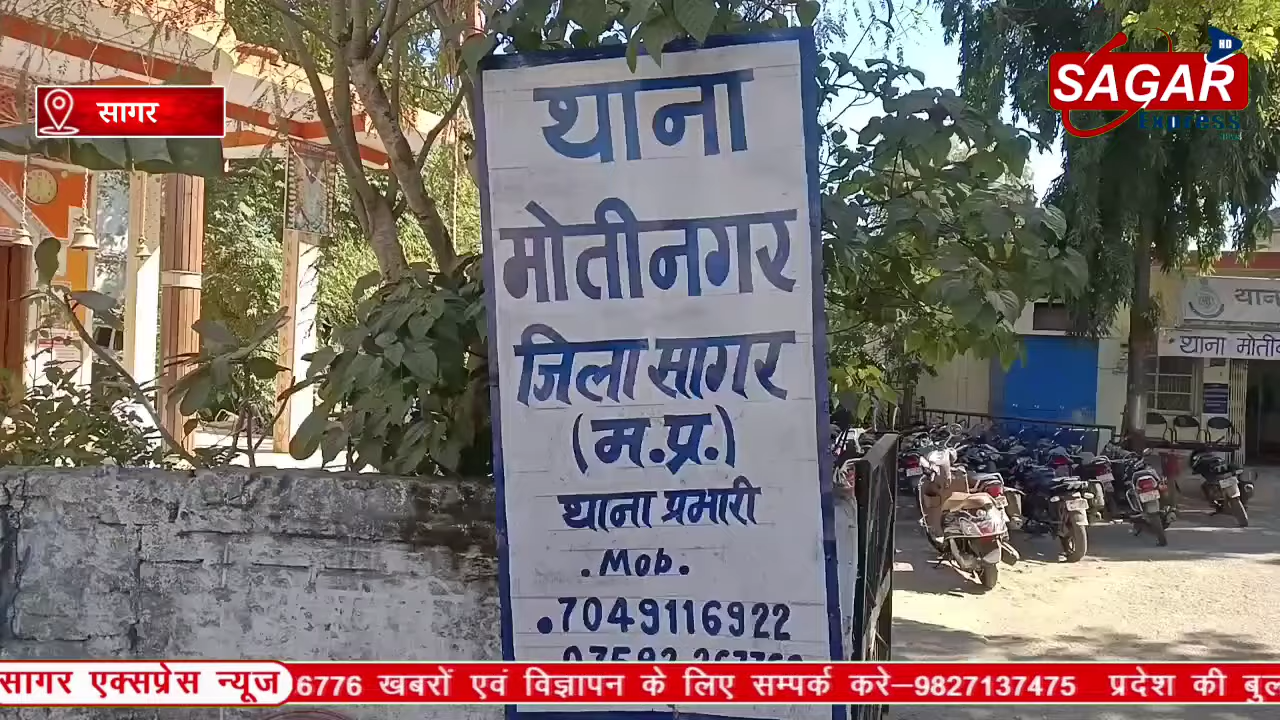 सागर
HD
SAGAR
Express
थाना
मोतीनगर
जिला सागर
(म.प्र.)
थाना प्रभारी
.Mob.
.7049116922
थाना
थाना मोती
सागर एक्सप्रेस न्यूज
6776 खबरों एवं विज्ञापन के लिए सम्पर्क करे–9827137475 प्रदेश की बुल